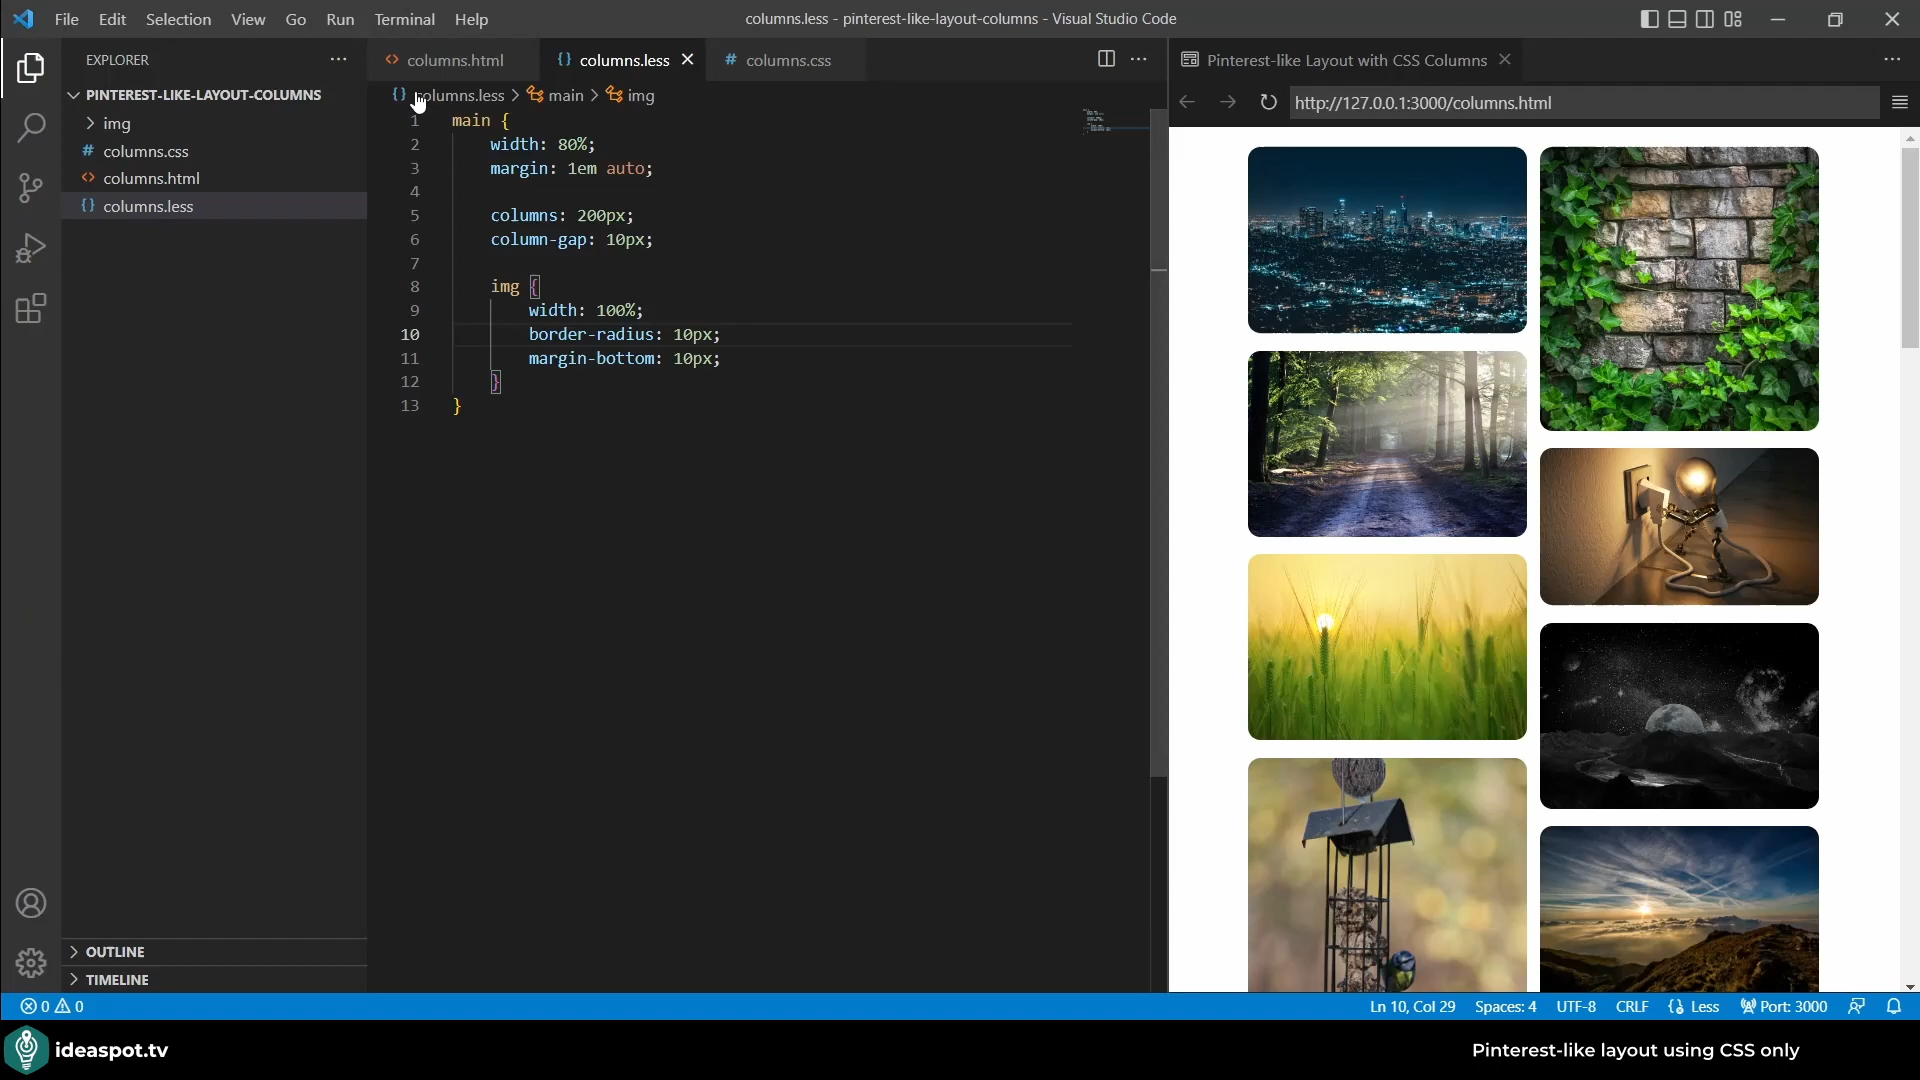 File Edit Selection View Go Run Terminal Help
columns.less - pinterest-like-layout-columns - Visual Studio Code
EXPLORER
PINTEREST-LIKE-LAYOUT-COLUMNS
img
columns.css
columns.html
columns.less
OUTLINE
TIMELINE
columns.html
columns.less
columns.css
columns.less > main > img
1 main {
2 width: 80%;
3 margin: 1em auto;
4
5 columns: 200px;
6 column-gap: 10px;
7
8 img {
9 width: 100%;
10 border-radius: 10px;
11 margin-bottom: 10px;
12 }
13 }
Pinterest-like Layout with CSS Columns
http://127.0.0.1:3000/columns.html
0 0
Ln 10, Col 29 Spaces: 4 UTF-8 CRLF Less Port: 3000
ideaspot.tv
Pinterest-like layout using CSS only